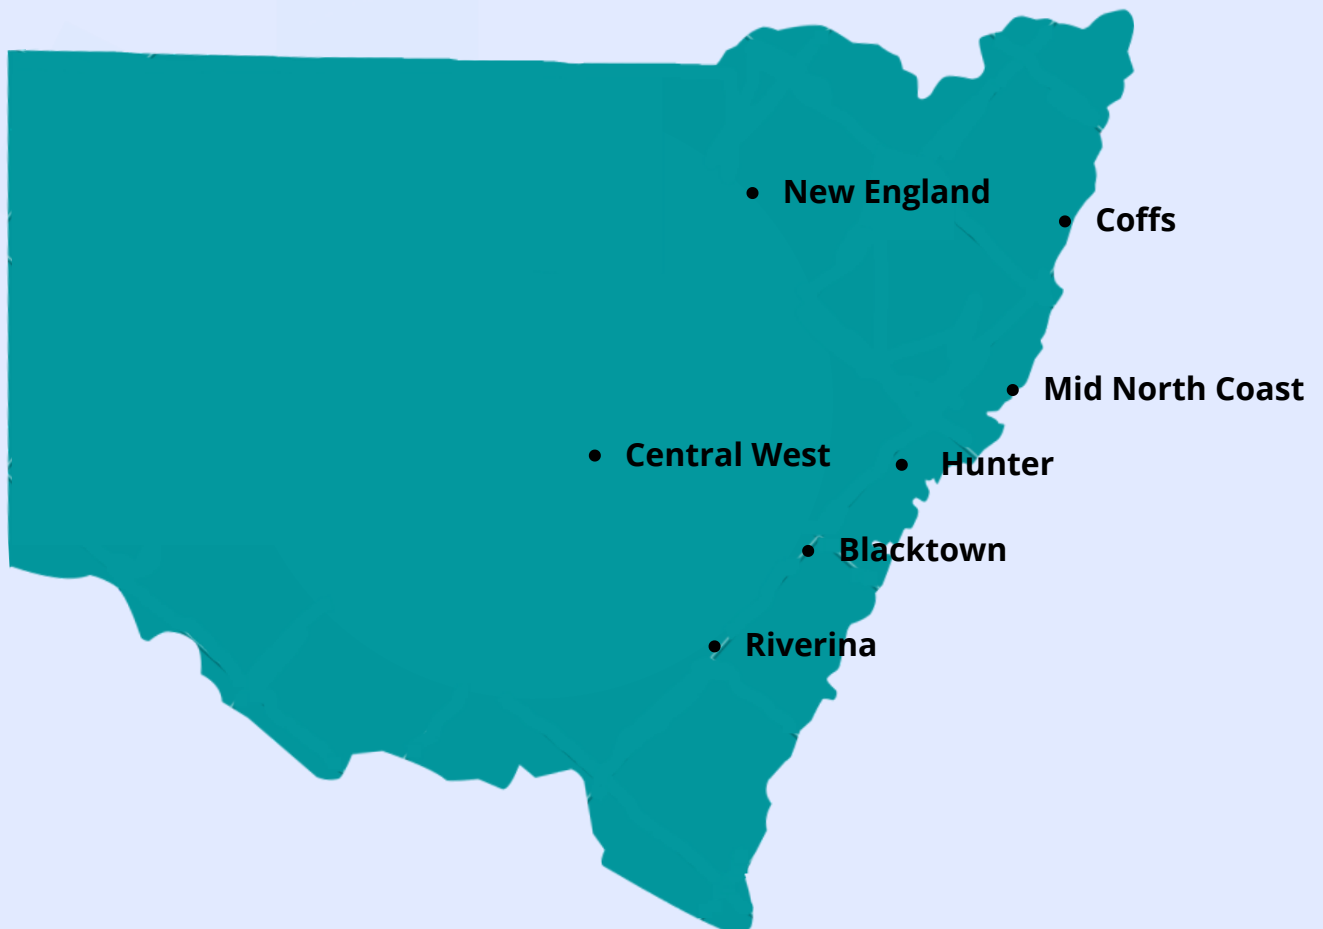 New England
Coffs
Mid North Coast
Central West
Hunter
Blacktown
Riverina